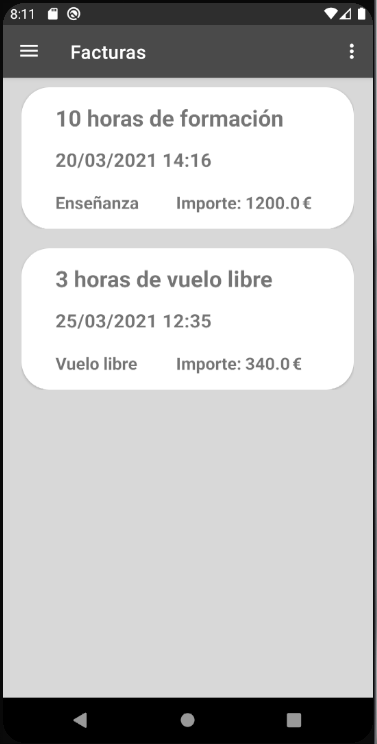 8:11
Facturas
10 horas de formación
20/03/2021 14:16
Enseñanza Importe: 1200.0 €
3 horas de vuelo libre
25/03/2021 12:35
Vuelo libre Importe: 340.0 €